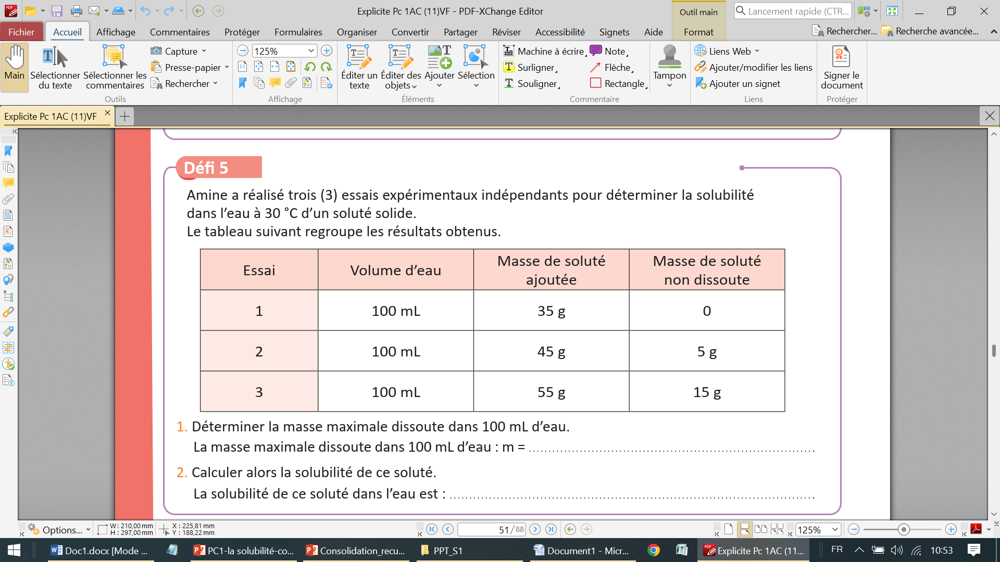 Explicite Pc 1AC (11)VF - PDF-XChange Editor
Outil main
Lancement rapide (CTR...
Fichier
Accueil
Affichage
Commentaires
Protéger
Formulaires
Organiser
Convertir
Partager
Réviser
Accessibilité
Signets
Aide
Format
Rechercher...
Recherche avancée...
Main
Sélectionner du texte
Sélectionner les commentaires
Capture
Presse-papier
Rechercher
Outils
125%
Affichage
Éditer un texte
Éditer des objets
Ajouter
Sélection
Éléments
Machine à écrire
Surligner
Souligner
Note
Flèche
Rectangle
Tampon
Commentaire
Liens Web
Ajouter/modifier les liens
Ajouter un signet
Liens
Signer le document
Protéger
Explicite Pc 1AC (11)VF
Défi 5
Amine a réalisé trois (3) essais expérimentaux indépendants pour déterminer la solubilité
dans l’eau à 30 °C d’un soluté solide.
Le tableau suivant regroupe les résultats obtenus.
Essai Volume d’eau Masse de soluté ajoutée Masse de soluté non dissoute
1 100 mL 35 g 0
2 100 mL 45 g 5 g
3 100 mL 55 g 15 g
1. Déterminer la masse maximale dissoute dans 100 mL d’eau.
La masse maximale dissoute dans 100 mL d’eau : m = ........................................................................
2. Calculer alors la solubilité de ce soluté.
La solubilité de ce soluté dans l’eau est : ............................................................................................
Options...
W: 210,00 mm
H: 297,00 mm
X: 225,81 mm
Y: 188,22 mm
51 / 88
125%
Doc1.docx [Mode ...
PC1-la solubilité-co...
Consolidation_recu...
PPT_S1
Document1 - Micr...
Explicite Pc 1AC (11...
FR
10:53